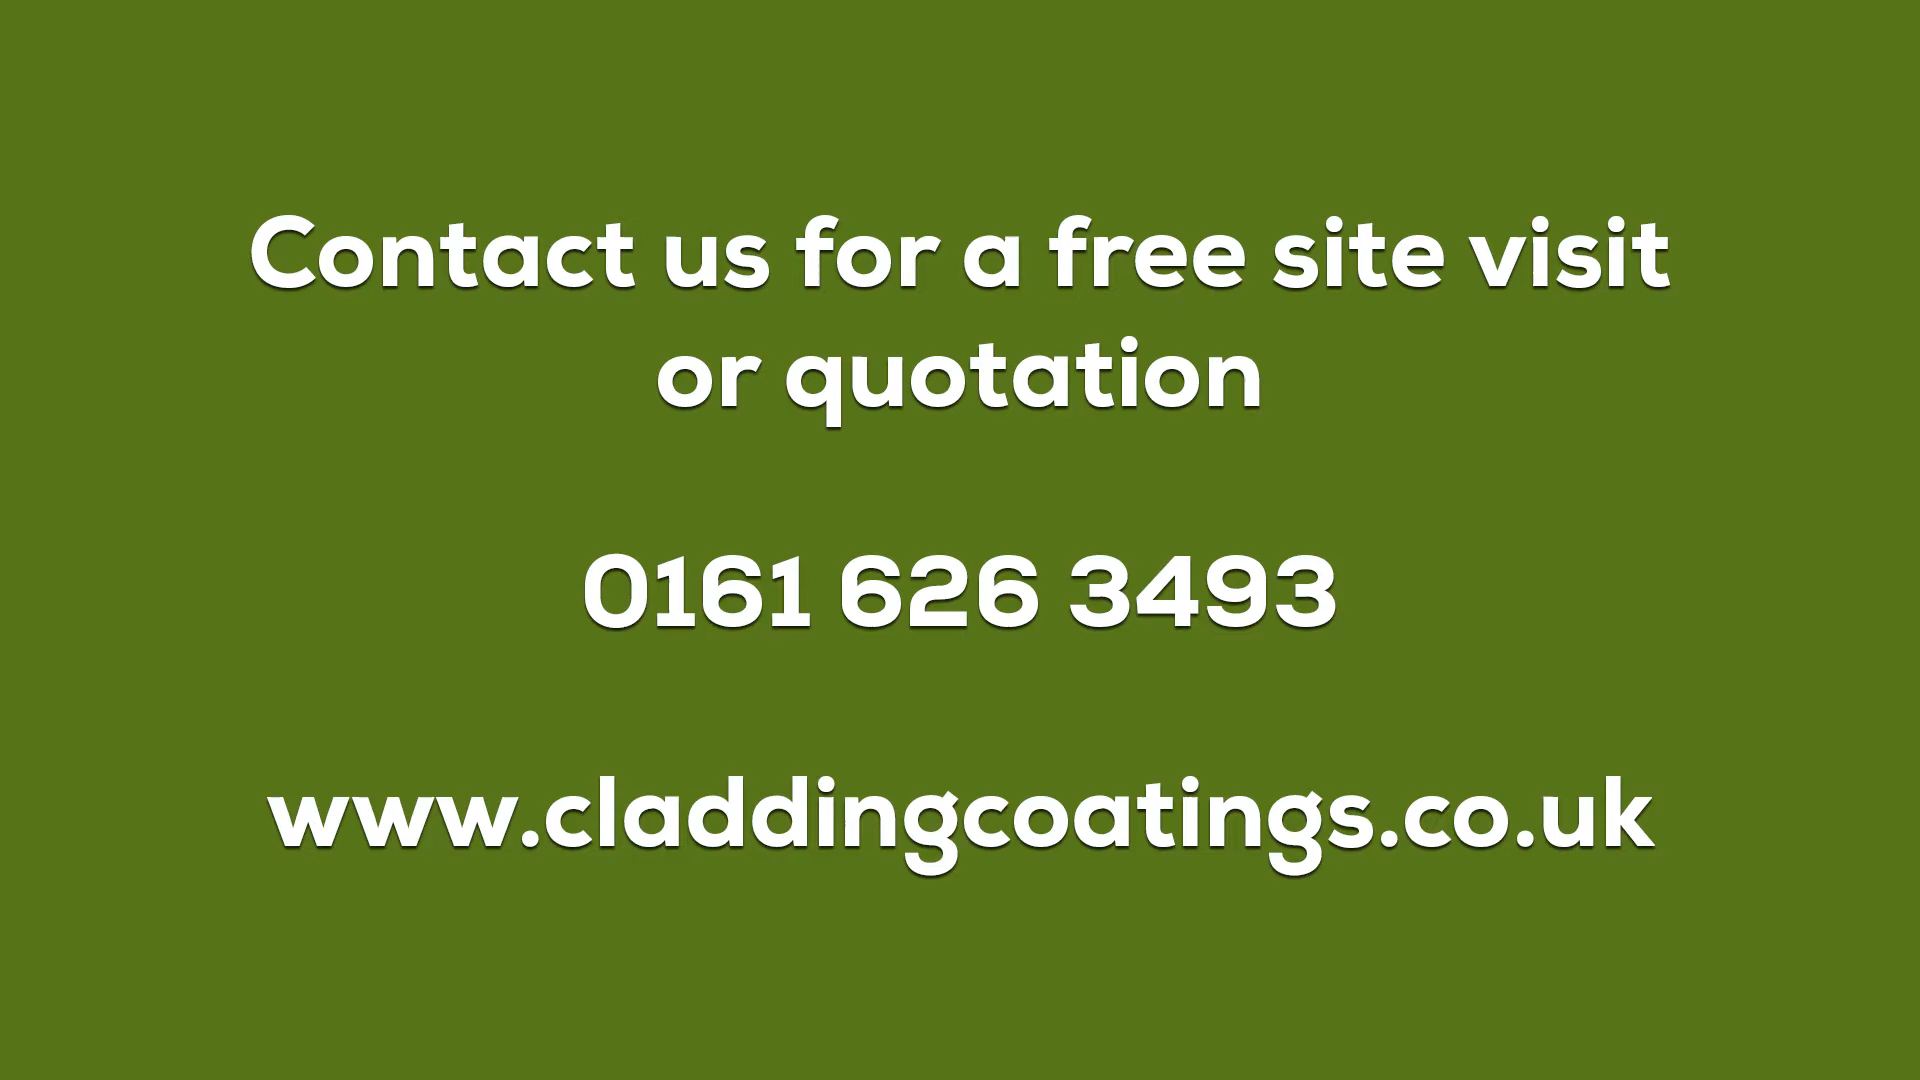 Contact us for a free site visit
or quotation
0161 626 3493
www.claddingcoatings.co.uk